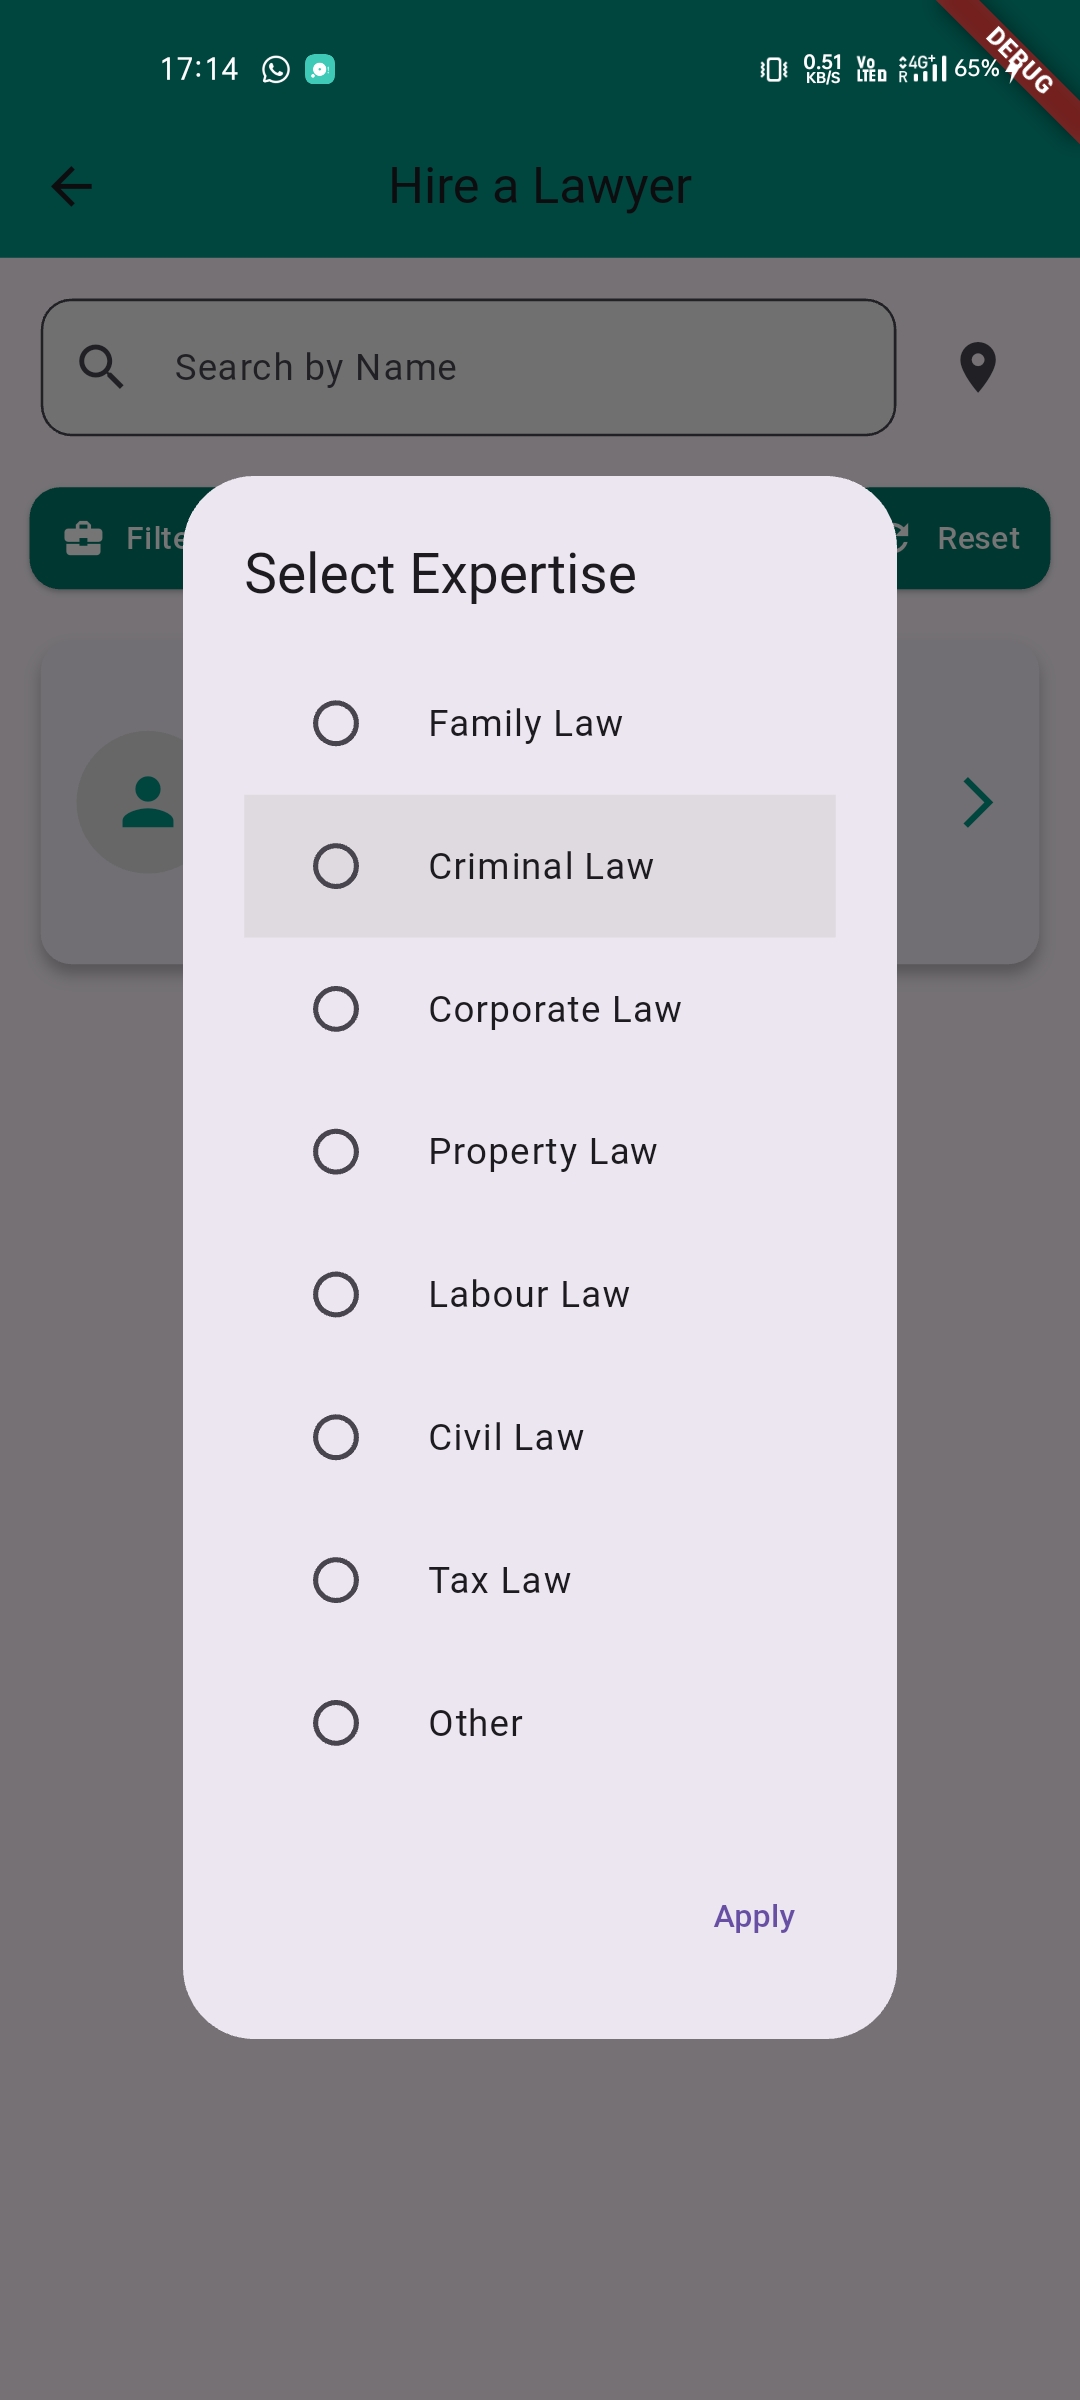 17:14
0.51
KB/S
Vo
LTE
4G+
R
65%
DEBUG
Hire a Lawyer
Search by Name
Filte
Reset
Select Expertise
Family Law
Criminal Law
Corporate Law
Property Law
Labour Law
Civil Law
Tax Law
Other
Apply